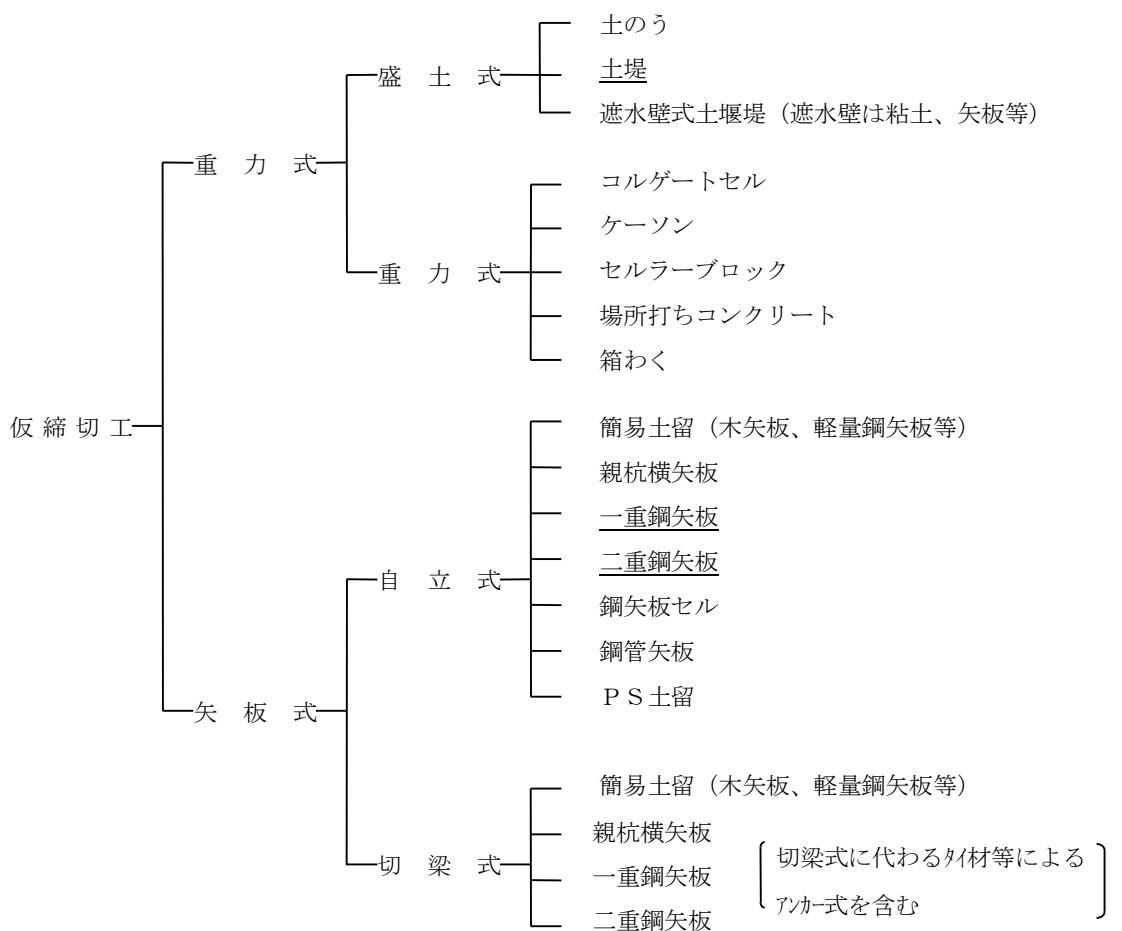 土のう
盛土式
土堤
遮水壁式土堰堤（遮水壁は粘土、矢板等）
重力式
コルゲートセル
ケーソン
重力式
セルラーブロック
場所打ちコンクリート
箱わく
仮締切工
簡易土留（木矢板、軽量鋼矢板等）
親杭横矢板
一重鋼矢板
二重鋼矢板
自立式
鋼矢板セル
鋼管矢板
ＰＳ土留
矢板式
簡易土留（木矢板、軽量鋼矢板等）
親杭横矢板
切梁式
一重鋼矢板
二重鋼矢板
切梁式に代わるﾀｲ材等による
ｱﾝｶｰ式を含む